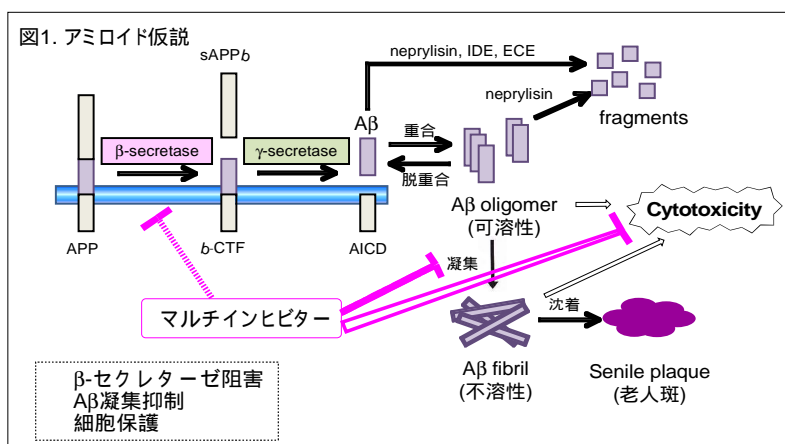 図1. アミロイド仮説
sAPPb
neprylisin, IDE, ECE
Aβ
neprylisin
fragments
β-secretase
γ-secretase
重合
脱重合
Aβ oligomer
(可溶性)
Cytotoxicity
APP
b-CTF
AICD
凝集
マルチインヒビター
沈着
Aβ fibril
(不溶性)
Senile plaque
(老人斑)
β-セクレターゼ阻害
Aβ凝集抑制
細胞保護